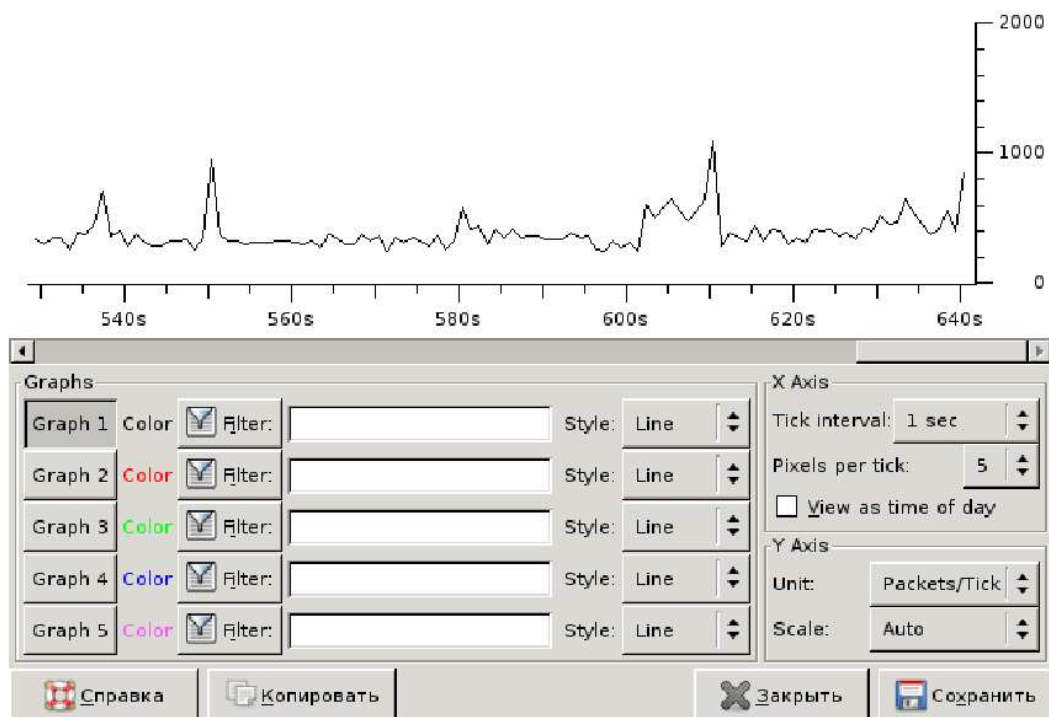 2000
1000
0
540s 560s 580s 600s 620s 640s
Graphs
Graph 1 Color Filter: Style: Line
Graph 2 Color Filter: Style: Line
Graph 3 Color Filter: Style: Line
Graph 4 Color Filter: Style: Line
Graph 5 Color Filter: Style: Line
X Axis
Tick interval: 1 sec
Pixels per tick: 5
View as time of day
Y Axis
Unit: Packets/Tick
Scale: Auto
Справка Копировать Закрыть Сохранить